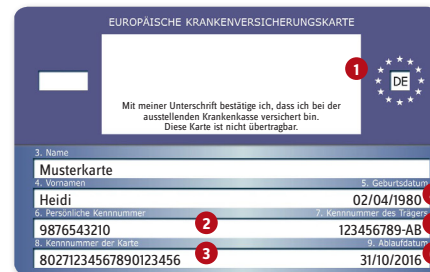 EUROPÄISCHE KRANKENVERSICHERUNGSKARTE
1
DE
Mit meiner Unterschrift bestätige ich, dass ich bei der
ausstellenden Krankenkasse versichert bin.
Diese Karte ist nicht übertragbar.
3. Name
Musterkarte
4. Vornamen 5. Geburtsdatum
Heidi 02/04/1980
6. Persönliche Kennnummer 7. Kennnummer des Trägers
9876543210 2 123456789-AB
8. Kennnummer der Karte 9. Ablaufdatum
80271234567890123456 3 31/10/2016